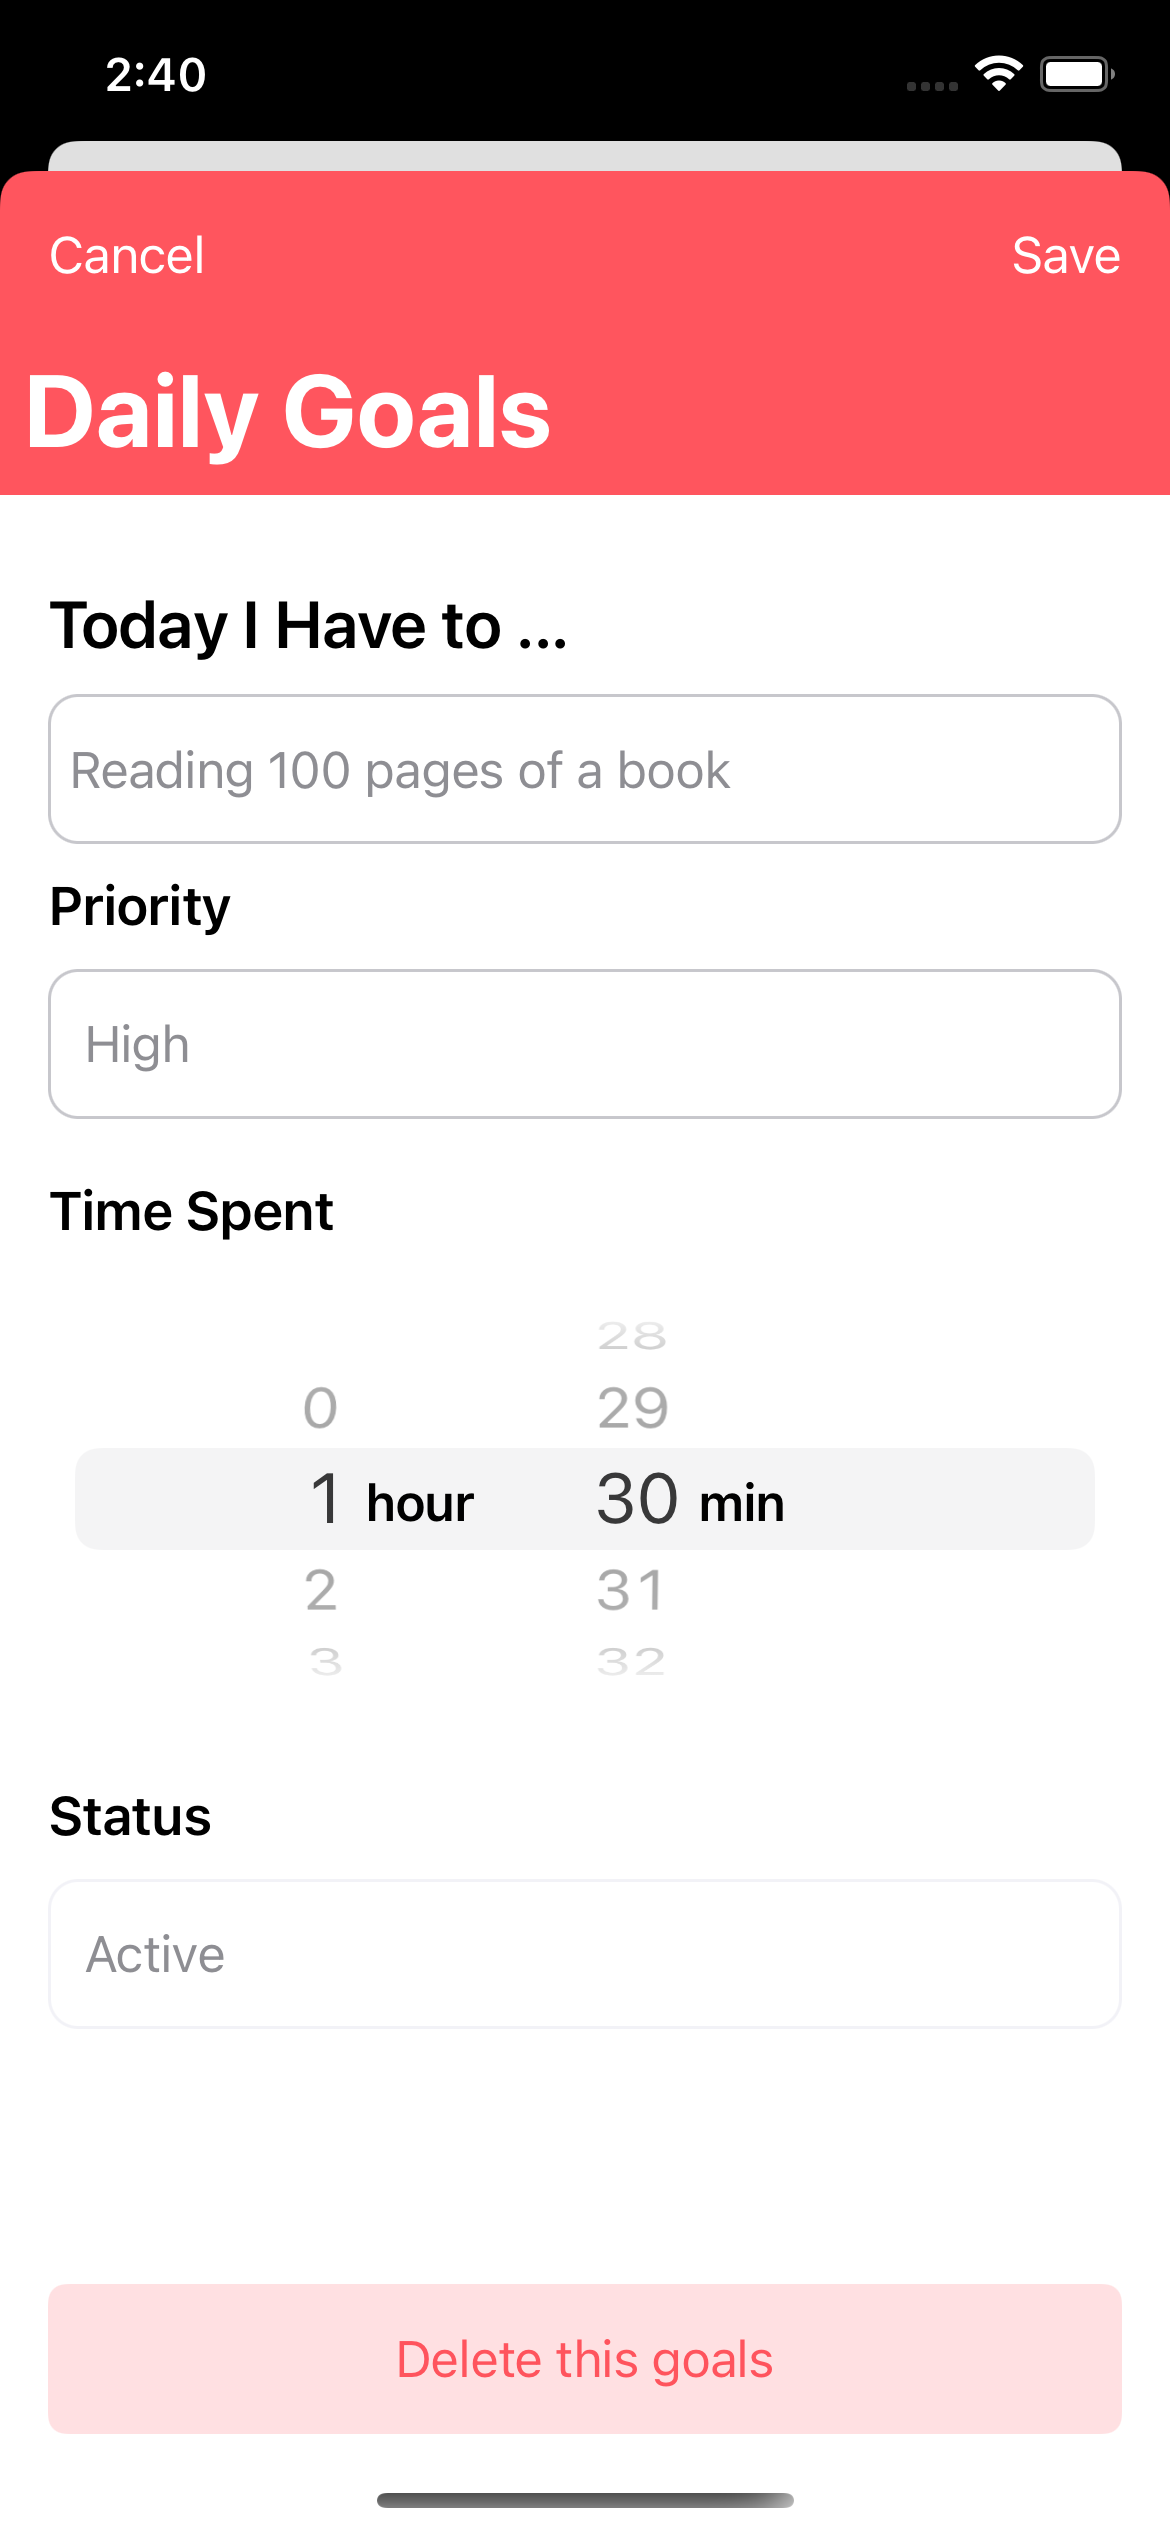 2:40
Cancel
Save
Daily Goals
Today I Have to ...
Reading 100 pages of a book
Priority
High
Time Spent
28
0 29
1 hour 30 min
2 31
3 32
Status
Active
Delete this goals